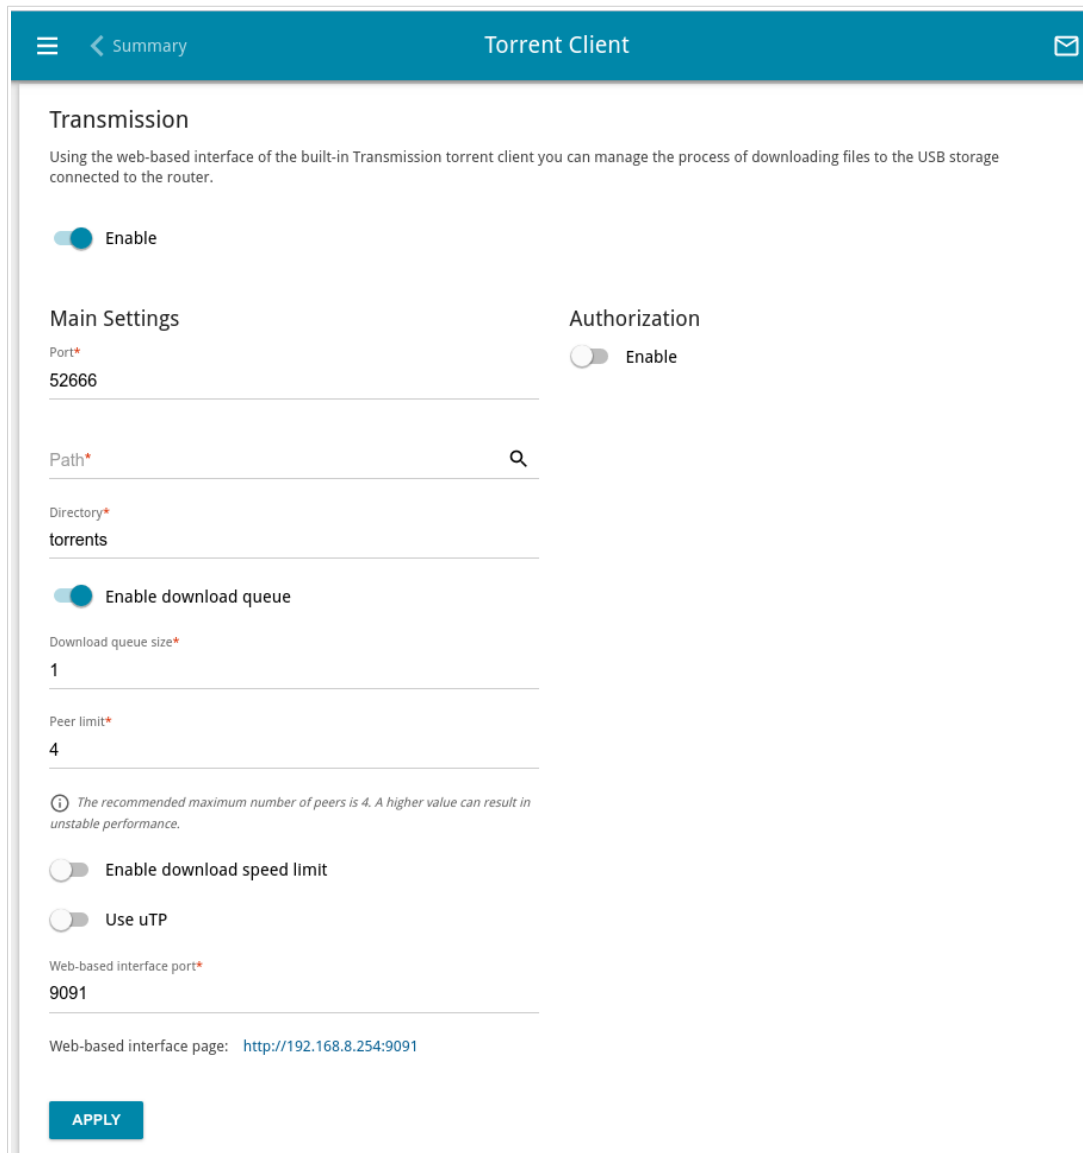 Summary
Torrent Client
Transmission
Using the web-based interface of the built-in Transmission torrent client you can manage the process of downloading files to the USB storage
connected to the router.
Enable
Main Settings
Port*
52666
Path*
Directory*
torrents
Enable download queue
Download queue size*
1
Peer limit*
4
The recommended maximum number of peers is 4. A higher value can result in
unstable performance.
Enable download speed limit
Use uTP
Web-based interface port*
9091
Web-based interface page: http://192.168.8.254:9091
APPLY
Authorization
Enable